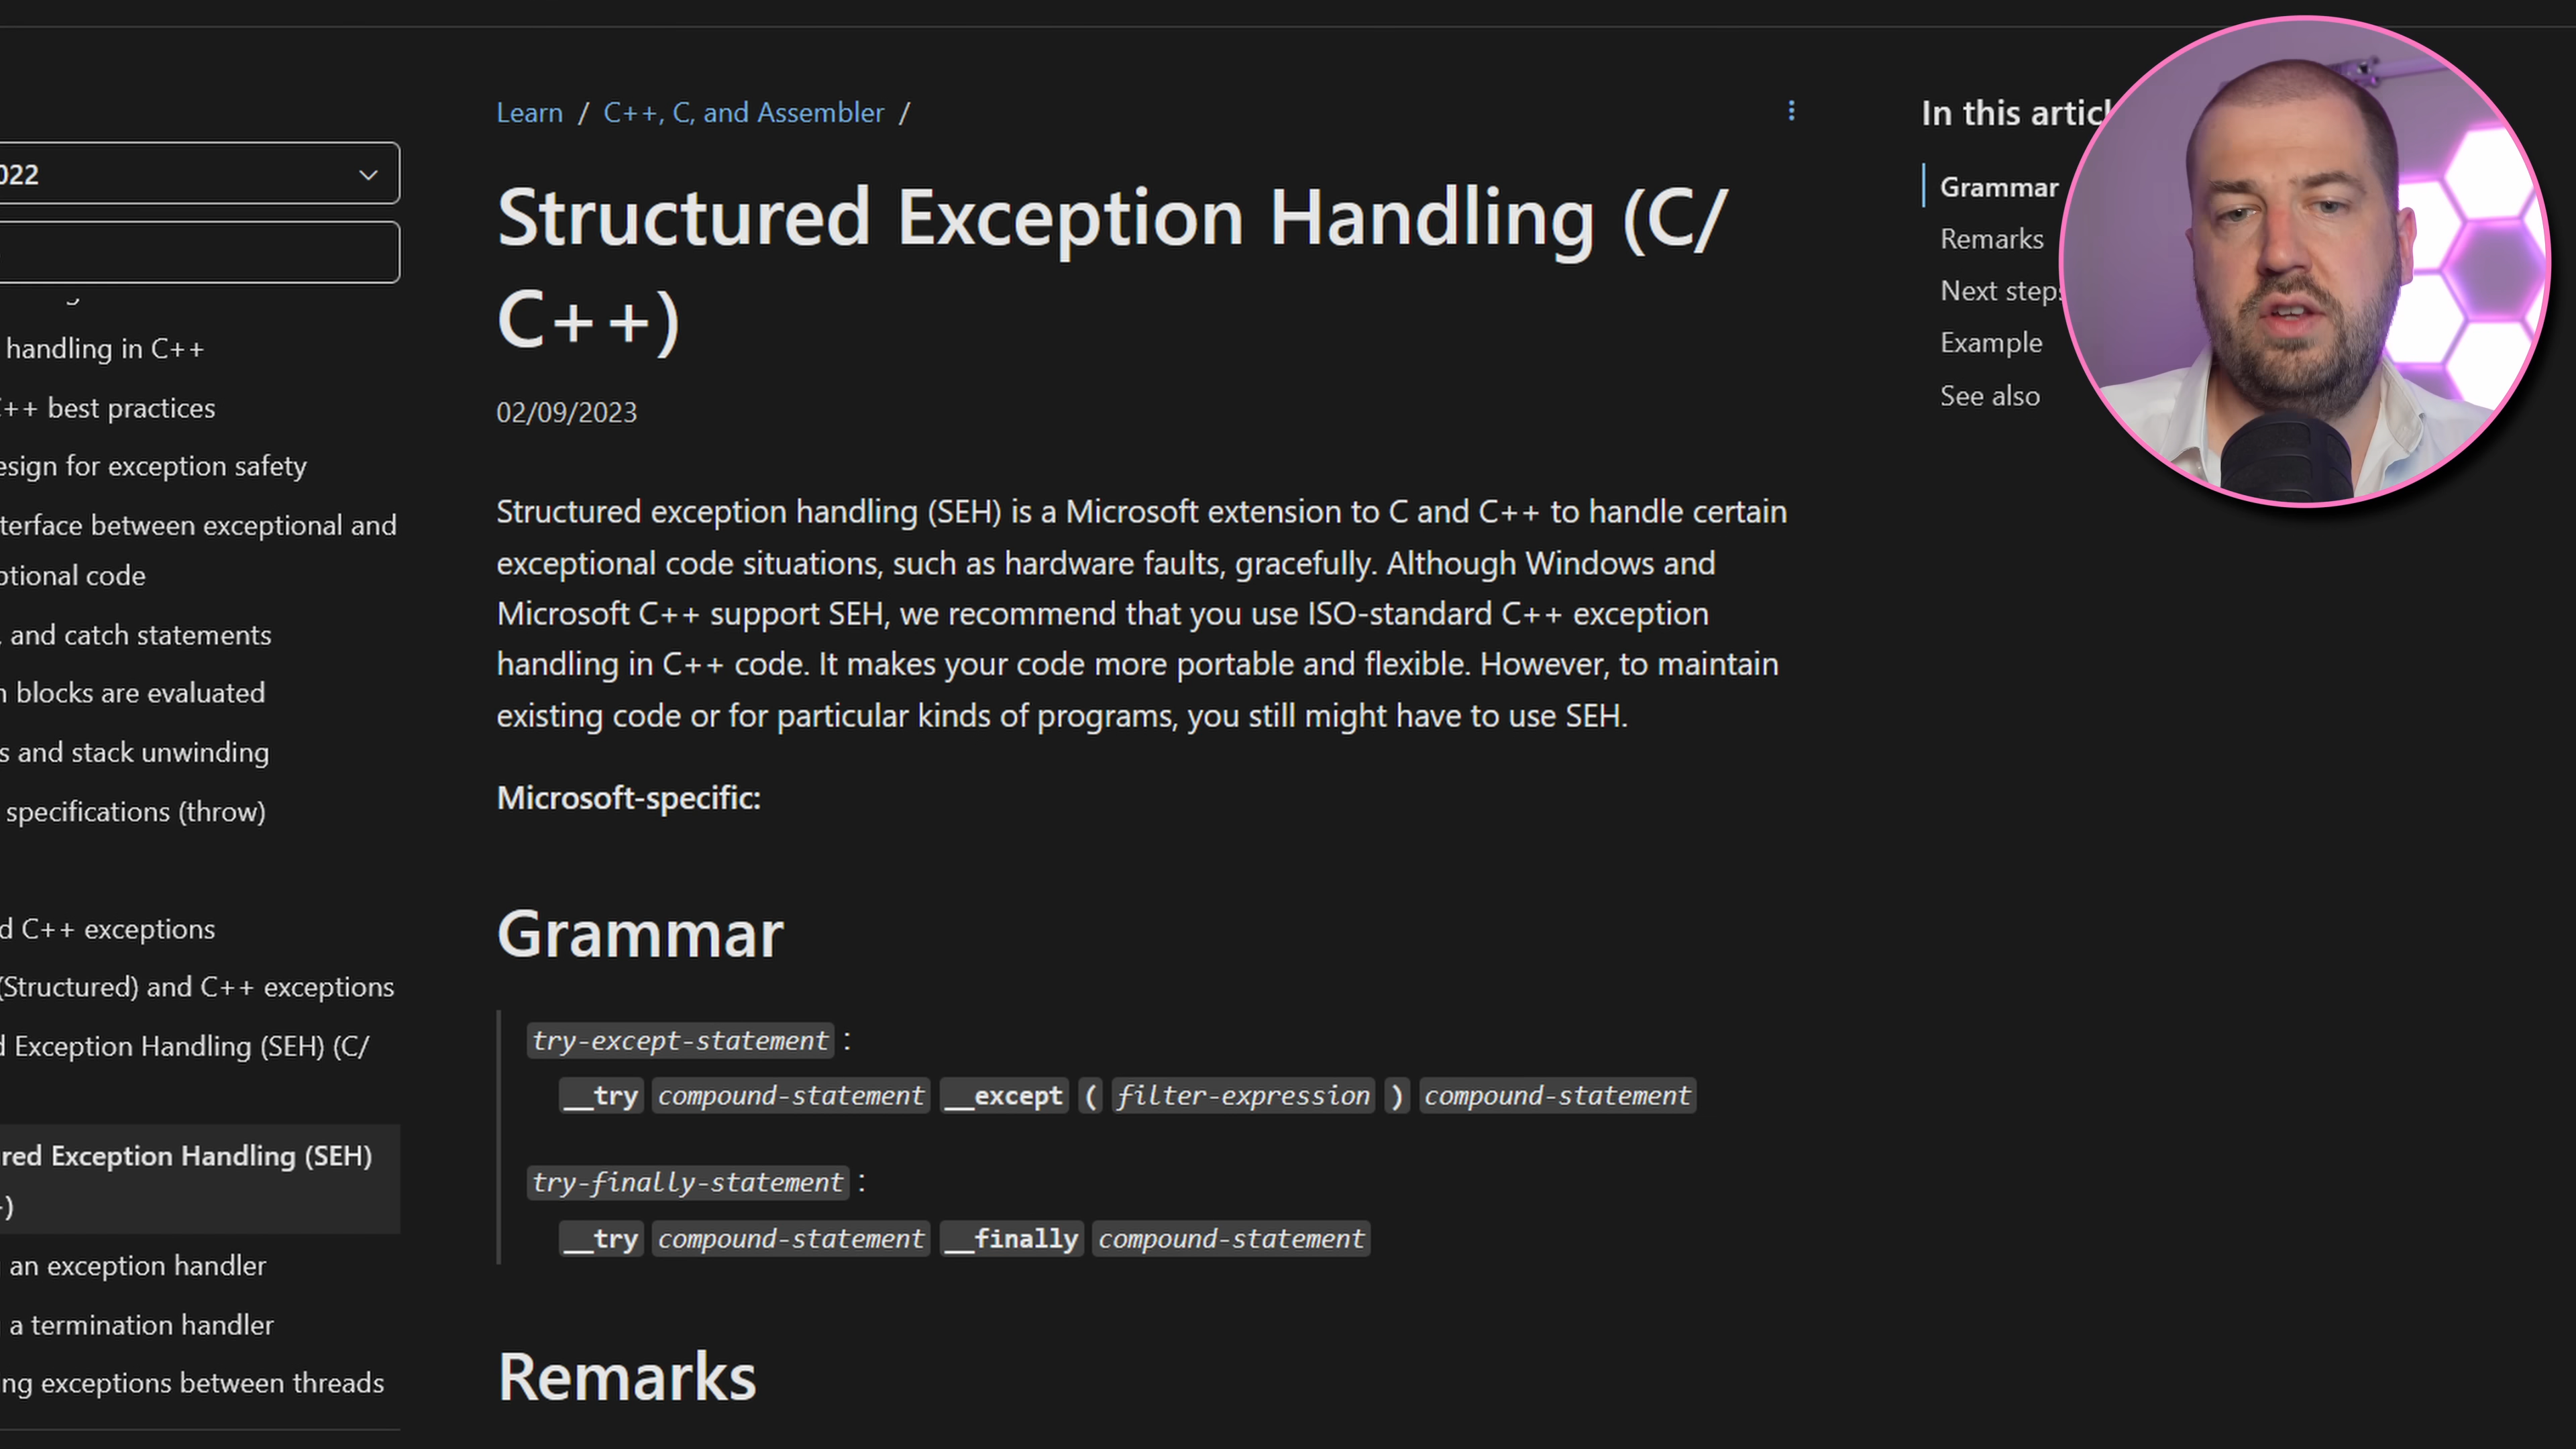 Learn / C++, C, and Assembler /
Structured Exception Handling (C/
C++)
02/09/2023
Structured exception handling (SEH) is a Microsoft extension to C and C++ to handle certain
exceptional code situations, such as hardware faults, gracefully. Although Windows and
Microsoft C++ support SEH, we recommend that you use ISO-standard C++ exception
handling in C++ code. It makes your code more portable and flexible. However, to maintain
existing code or for particular kinds of programs, you still might have to use SEH.
Microsoft-specific:
Grammar
try-except-statement :
__try compound-statement __except ( filter-expression ) compound-statement
try-finally-statement :
__try compound-statement __finally compound-statement
Remarks
022
handling in C++
++ best practices
esign for exception safety
terface between exceptional and
ptional code
, and catch statements
n blocks are evaluated
s and stack unwinding
specifications (throw)
d C++ exceptions
(Structured) and C++ exceptions
d Exception Handling (SEH) (C/
red Exception Handling (SEH)
+)
an exception handler
a termination handler
ng exceptions between threads
In this artic
Grammar
Remarks
Next steps
Example
See also